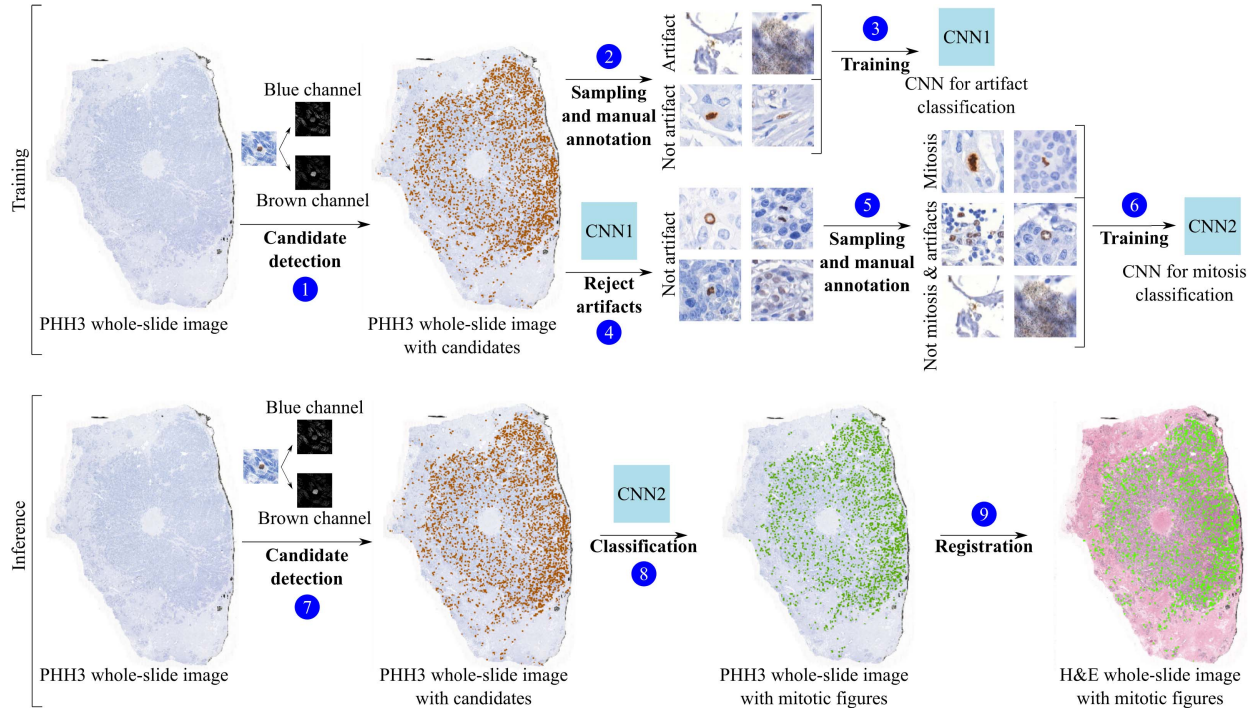 Training
Blue channel
Brown channel
Candidate
detection
1
PHH3 whole-slide image
PHH3 whole-slide image
with candidates
2
Sampling
and manual
annotation
Artifact
Not artifact
3
Training
CNN1
CNN for artifact
classification
CNN1
Reject
artifacts
4
Not artifact
5
Sampling
and manual
annotation
Mitosis
Not mitosis & artifacts
6
Training
CNN2
CNN for mitosis
classification
Inference
Blue channel
Brown channel
Candidate
detection
7
PHH3 whole-slide image
PHH3 whole-slide image
with candidates
CNN2
Classification
8
PHH3 whole-slide image
with mitotic figures
9
Registration
H&E whole-slide image
with mitotic figures